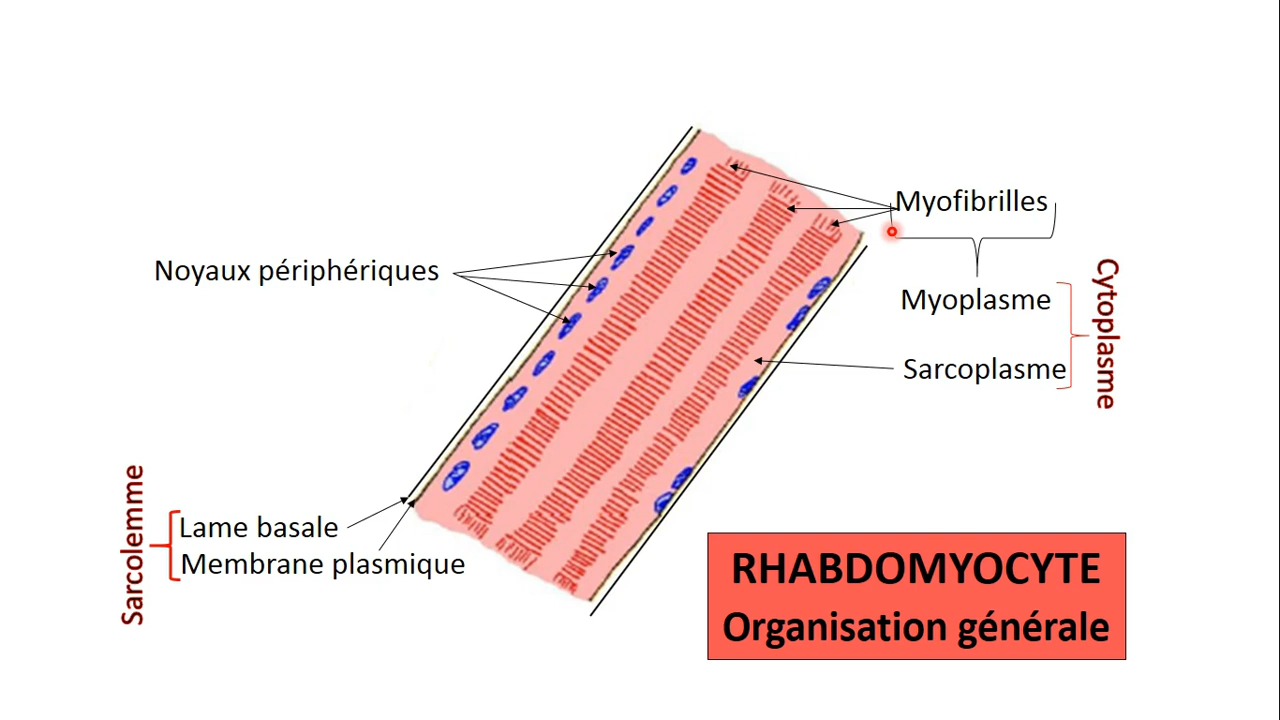 Myofibrilles
Noyaux périphériques
Myoplasme
Cytoplasme
Sarcoplasme
Sarcolemme
Lame basale
Membrane plasmique
RHABDOMYOCYTE
Organisation générale